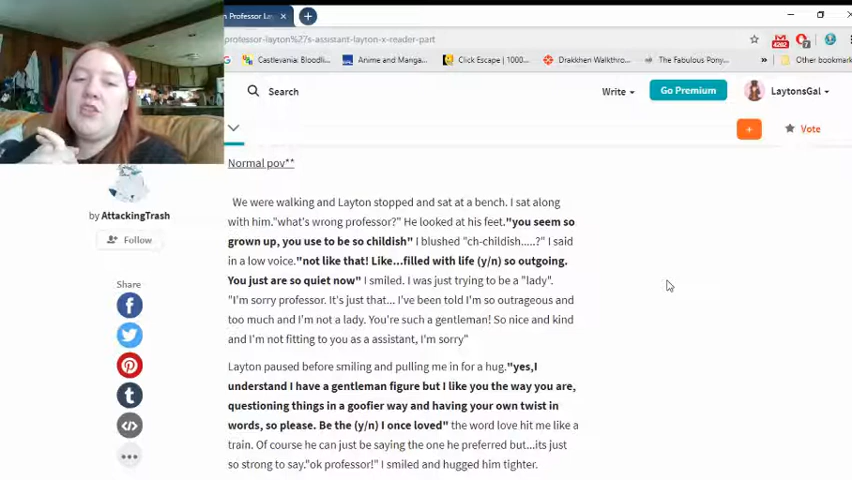 n Professor La
professor-layton%27s-assistant-layton-x-reader-part
Castlevania: Bloodli...
Anime and Manga...
Click Escape | 1000...
Drakkhen Walkthro...
The Fabulous Pony...
»
Other bookmark
Search
Write
Go Premium
LaytonsGal
+
Vote
Normal pov**
We were walking and Layton stopped and sat at a bench. I sat along
with him."what's wrong professor?" He looked at his feet."you seem so
grown up, you use to be so childish" I blushed "ch-childish.....?" I said
in a low voice."not like that! Like...filled with life (y/n) so outgoing.
You just are so quiet now" I smiled. I was just trying to be a "lady".
"I'm sorry professor. It's just that... I've been told I'm so outrageous and
too much and I'm not a lady. You're such a gentleman! So nice and kind
and I'm not fitting to you as a assistant, I'm sorry"
Layton paused before smiling and pulling me in for a hug."yes,I
understand I have a gentleman figure but I like you the way you are,
questioning things in a goofier way and having your own twist in
words, so please. Be the (y/n) I once loved" the word love hit me like a
train. Of course he can just be saying the one he preferred but...its just
so strong to say."ok professor!" I smiled and hugged him tighter.
by AttackingTrash
Follow
Share